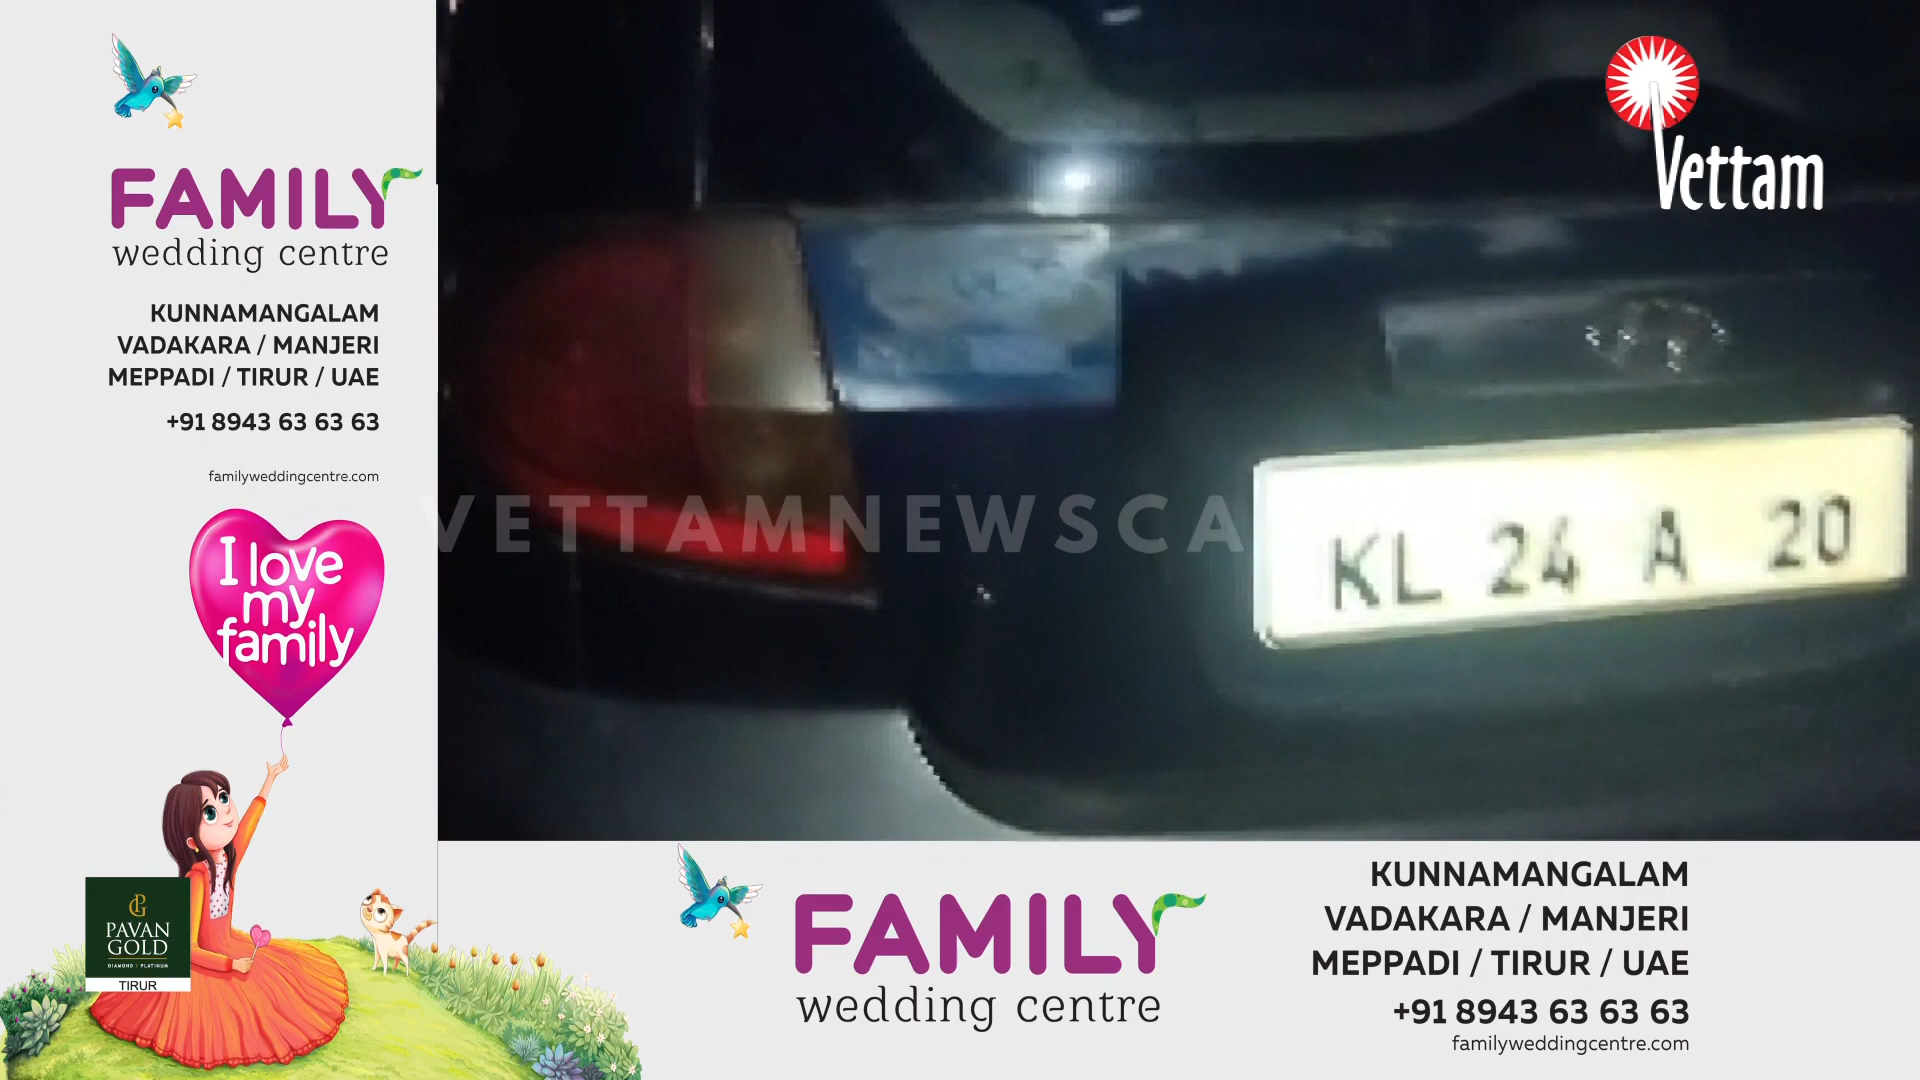 FAMILY
wedding centre
KUNNAMANGALAM
VADAKARA / MANJERI
MEPPADI / TIRUR / UAE
+91 8943 63 63 63
familyweddingcentre.com
I love
my
family
PAVAN
GOLD
DIAMOND | PLATINUM
TIRUR
Vettam
VETTAMNEWSCA
KL 24 A 20
FAMILY
wedding centre
KUNNAMANGALAM
VADAKARA / MANJERI
MEPPADI / TIRUR / UAE
+91 8943 63 63 63
familyweddingcentre.com